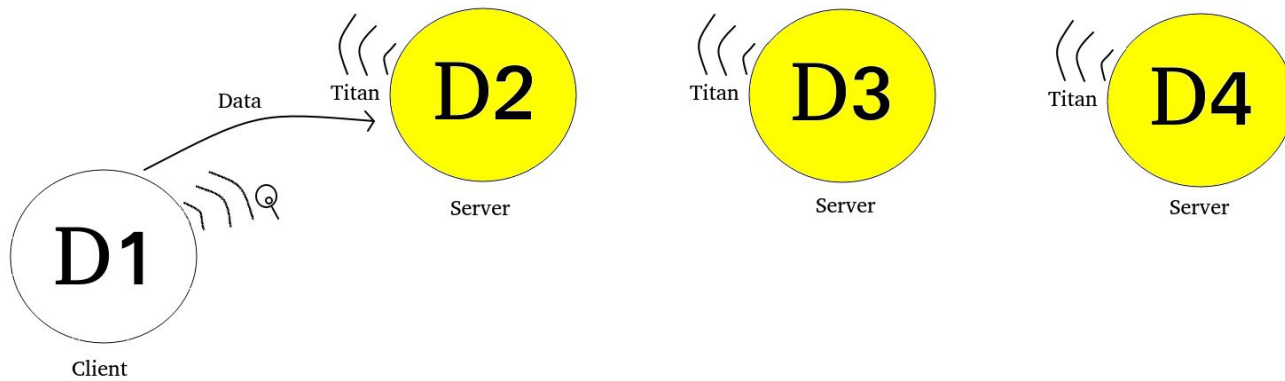 Data
Titan
D2
Server
Titan
D3
Server
Titan
D4
Server
D1
Client